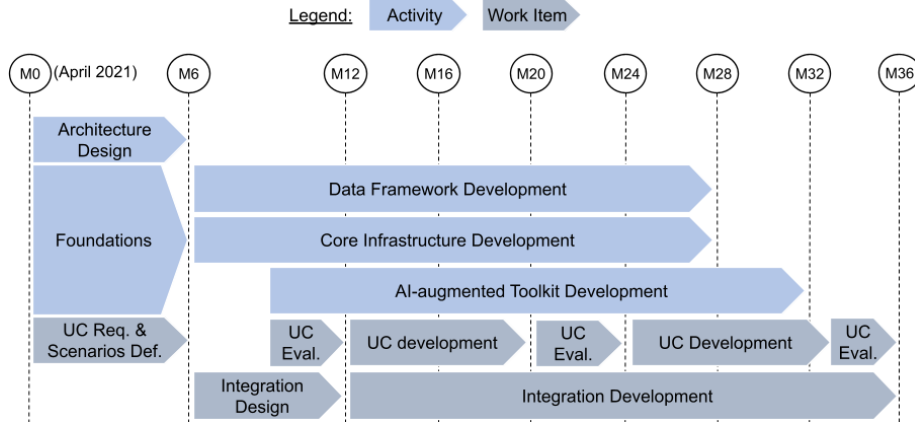 Legend: Activity Work Item
M0 (April 2021) M6 M12 M16 M20 M24 M28 M32 M36
Architecture
Design
Data Framework Development
Foundations
Core Infrastructure Development
AI-augmented Toolkit Development
UC Req. &
Scenarios Def.
UC
Eval.
UC development
UC
Eval.
UC Development
UC
Eval.
Integration
Design
Integration Development